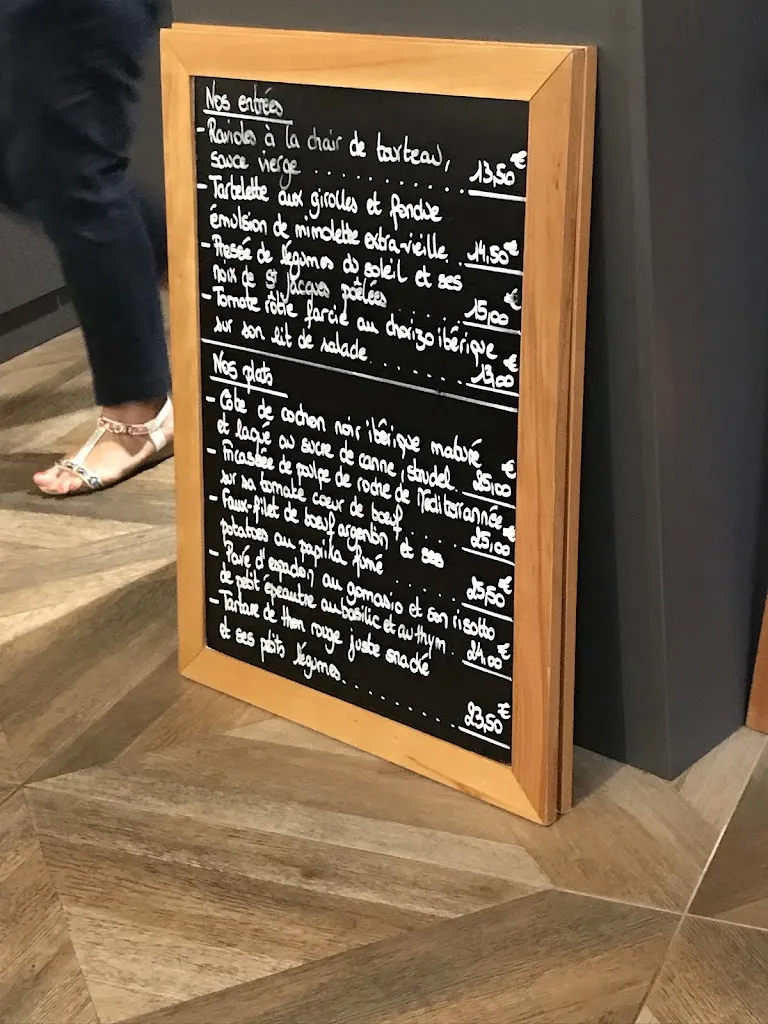 Nos entrées
- Ravioles à la chair de tourteau,
sauce vierge . . . . . . . . . 13,50€
- Tartelette aux girolles et fondue
émulsion de mimolette extra-vieille 14,50€
- Pressé de légumes du soleil et ses
noix de St Jacques poêlées . . . . 15,00€
- Tomate rôtie farcie au chorizo ibérique
sur son lit de salade . . . . . . 13,00€
Nos plats
- Côte de cochon noir ibérique maturé
et laqué au sucre de canne, strudel 25,00€
- Fricassée de poulpe de roche de Méditerrannée
sur sa tomate cœur de bœuf . . . . 25,00€
- Faux-filet de bœuf argentin et ses
potatoes au paprika fumé . . . . . 25,50€
- Pavé d'espadon au gomasio et son risotto
de petit épeautre au basilic et au thym 24,00€
- Tartare de thon rouge juste snacké
et ses petits légumes . . . . . . . 23,50€